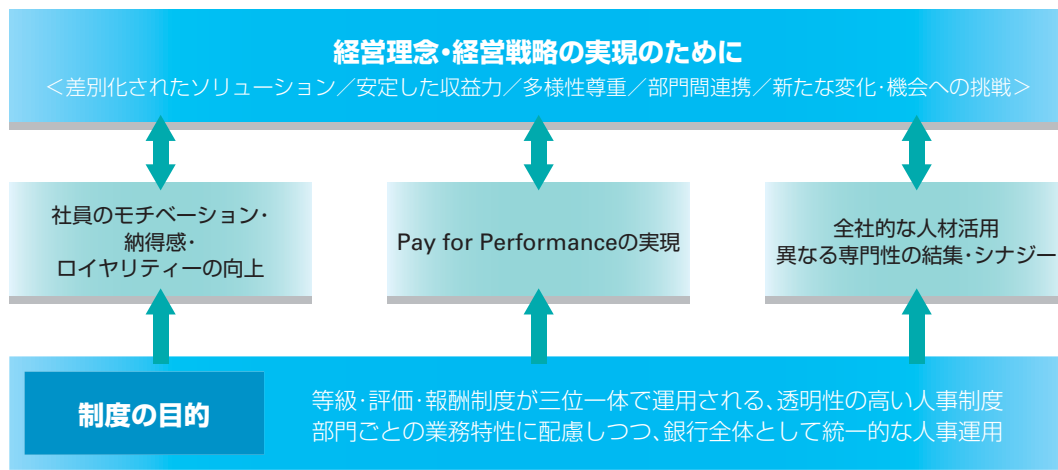 経営理念・経営戦略の実現のために
＜差別化されたソリューション／安定した収益力／多様性尊重／部門間連携／新たな変化・機会への挑戦＞
社員のモチベーション・
納得感・
ロイヤリティーの向上
Pay for Performanceの実現
全社的な人材活用
異なる専門性の結集・シナジー
制度の目的
等級・評価・報酬制度が三位一体で運用される、透明性の高い人事制度
部門ごとの業務特性に配慮しつつ、銀行全体として統一的な人事運用